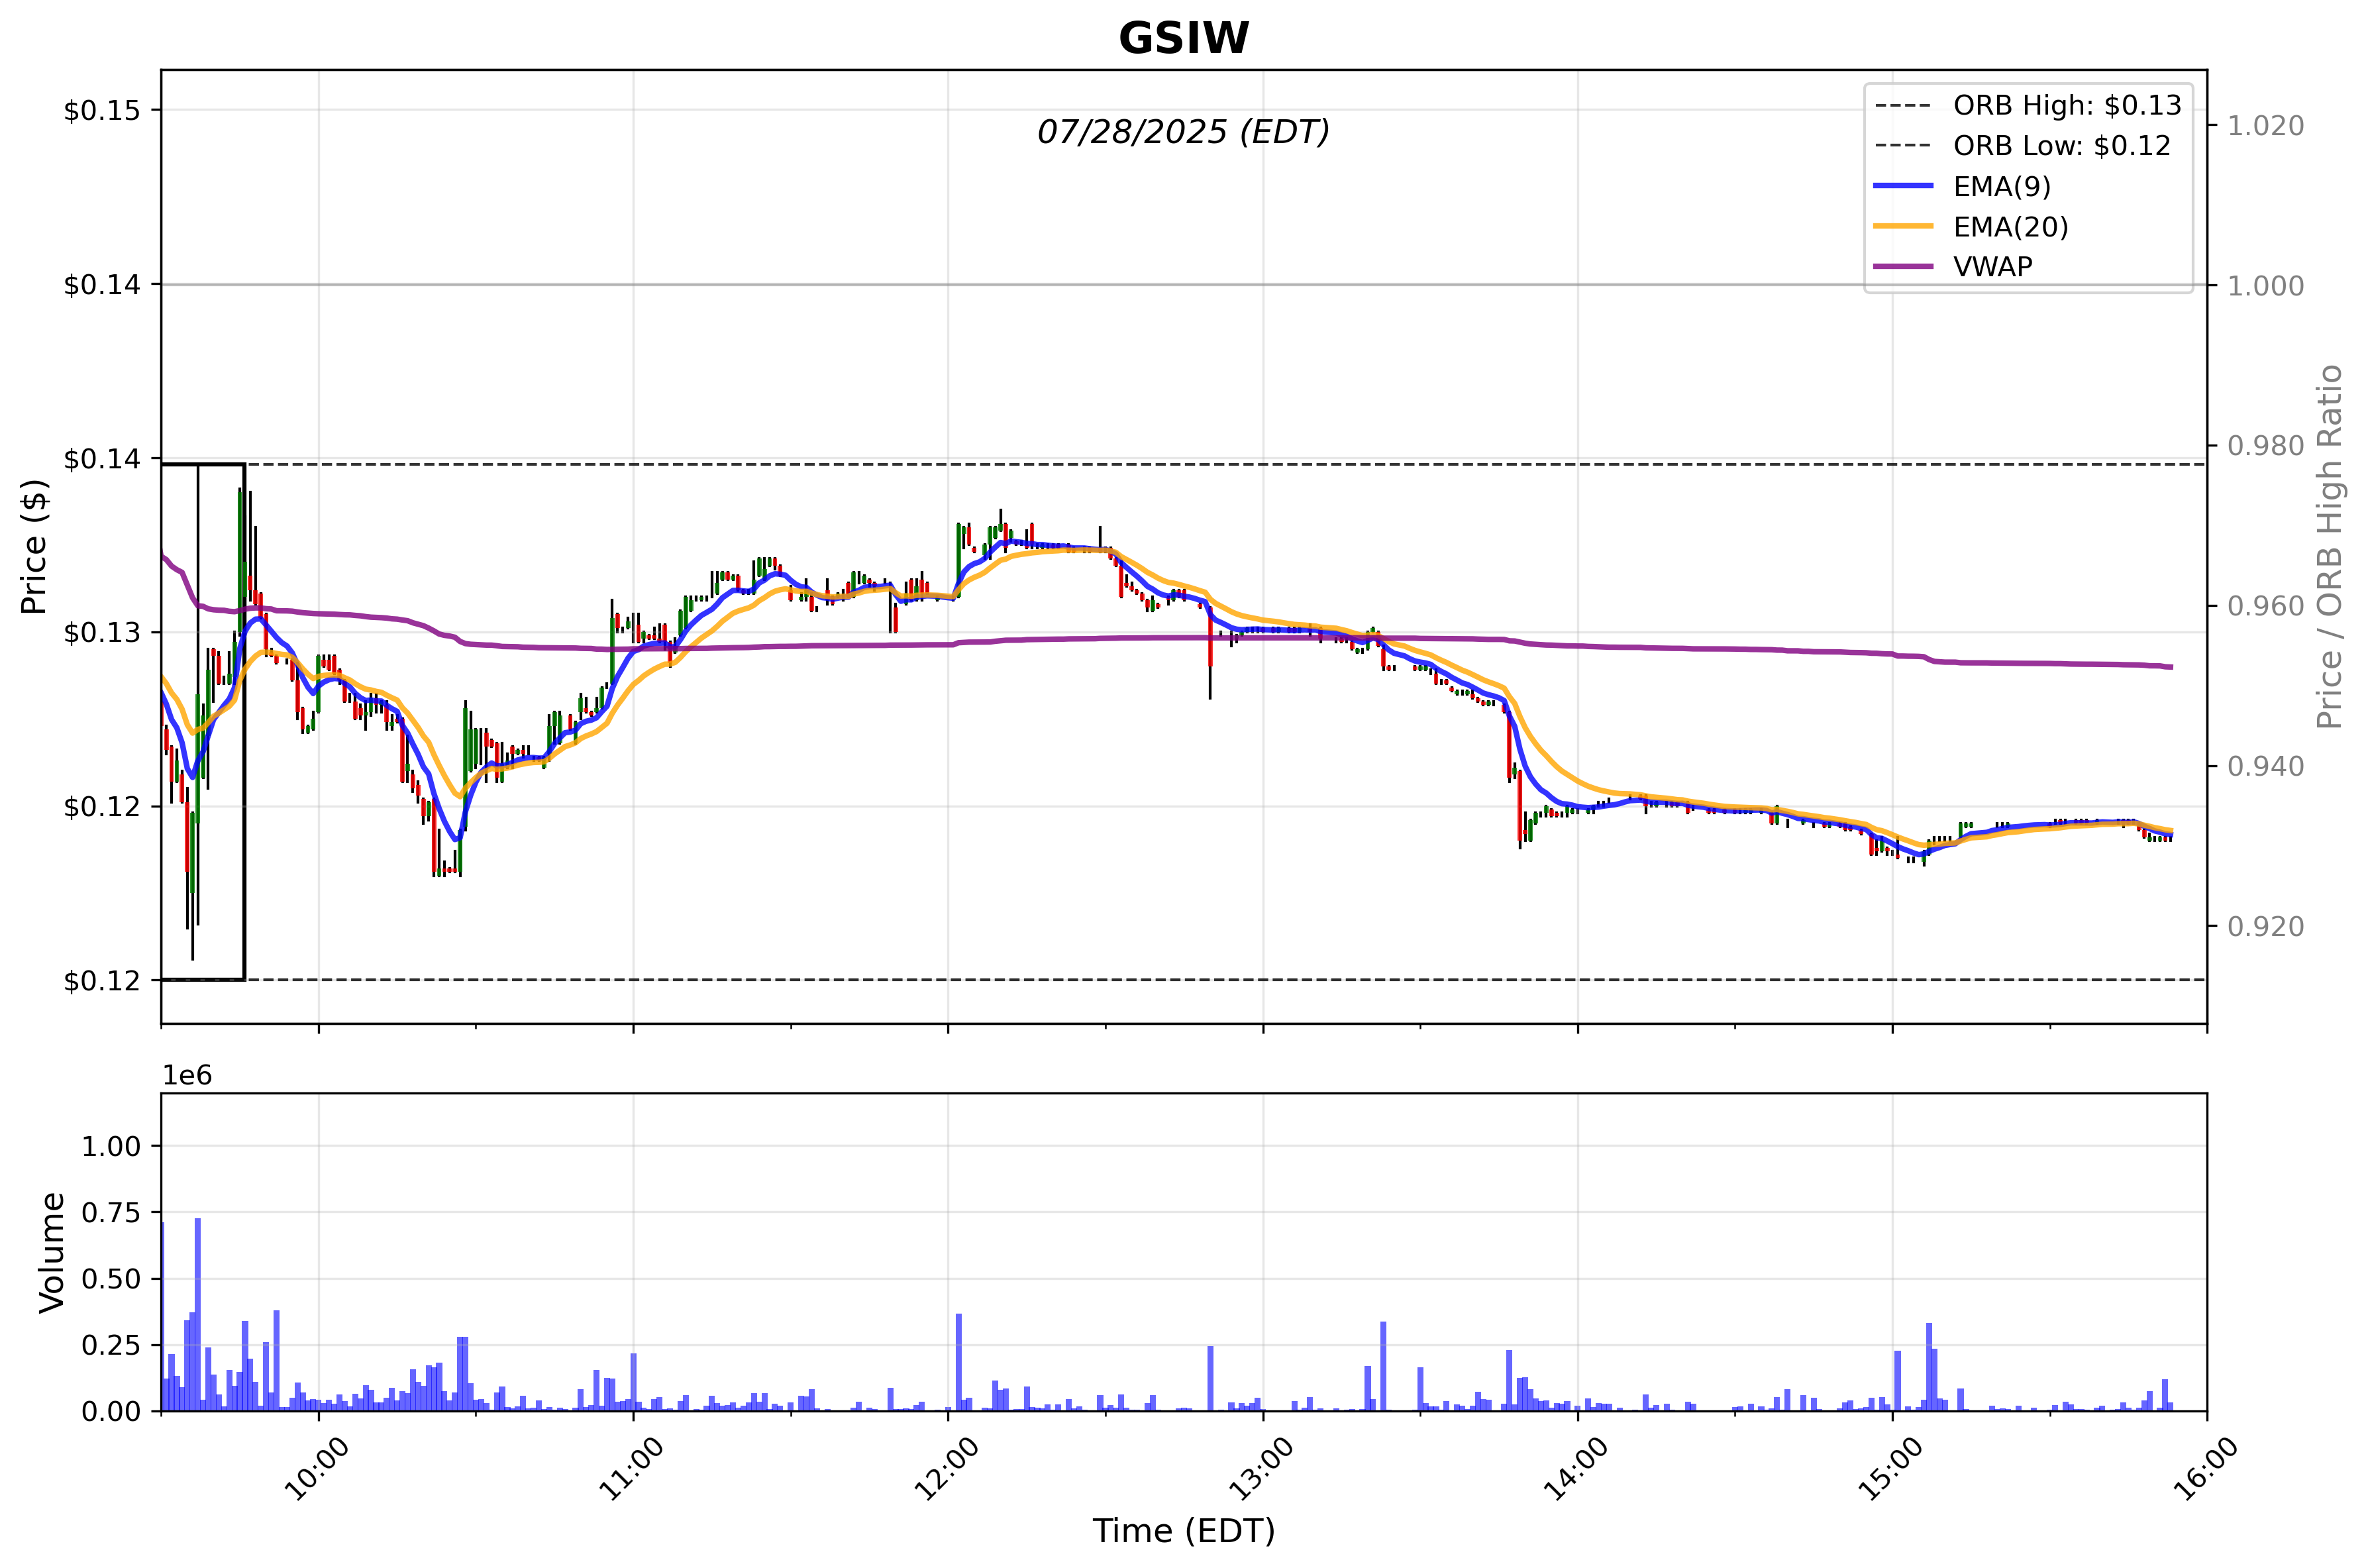 GSIW
07/28/2025 (EDT)
ORB High: $0.13
ORB Low: $0.12
EMA(9)
EMA(20)
VWAP
Price ($)
$0.15
$0.14
$0.14
$0.13
$0.12
$0.12
1.020
1.000
0.980
0.960
0.940
0.920
Price / ORB High Ratio
1e6
Volume
1.00
0.75
0.50
0.25
0.00
10:00
11:00
12:00
13:00
14:00
15:00
16:00
Time (EDT)